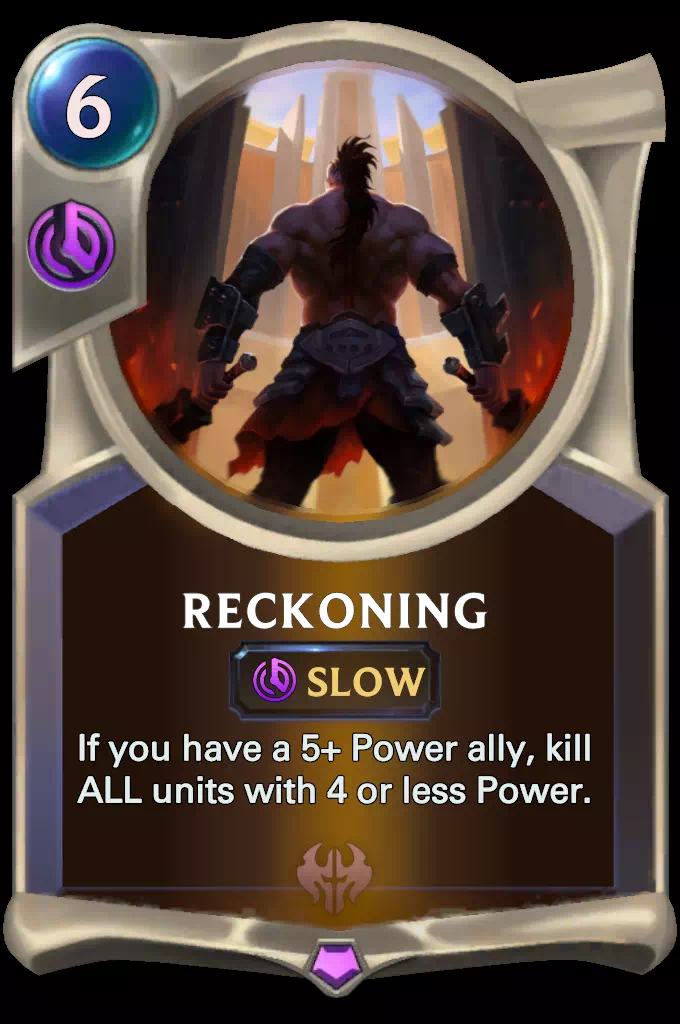 6
RECKONING
SLOW
If you have a 5+ Power ally, kill
ALL units with 4 or less Power.